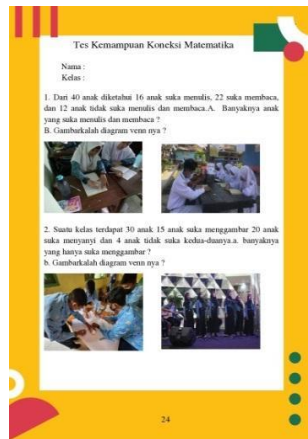 Tes Kemampuan Koneksi Matematika
Nama :
Kelas :
1. Dari 40 anak diketahui 16 anak suka menulis, 22 suka membaca,
dan 12 anak tidak suka menulis dan membaca.A. Banyaknya anak
yang suka menulis dan membaca ?
B. Gambarkalah diagram venn nya ?
2. Suatu kelas terdapat 30 anak 15 anak suka menggambar 20 anak
suka menyanyi dan 4 anak tidak suka kedua-duanya.a. banyaknya
yang hanya suka menggambar ?
b. Gambarkalah diagram venn nya ?
24